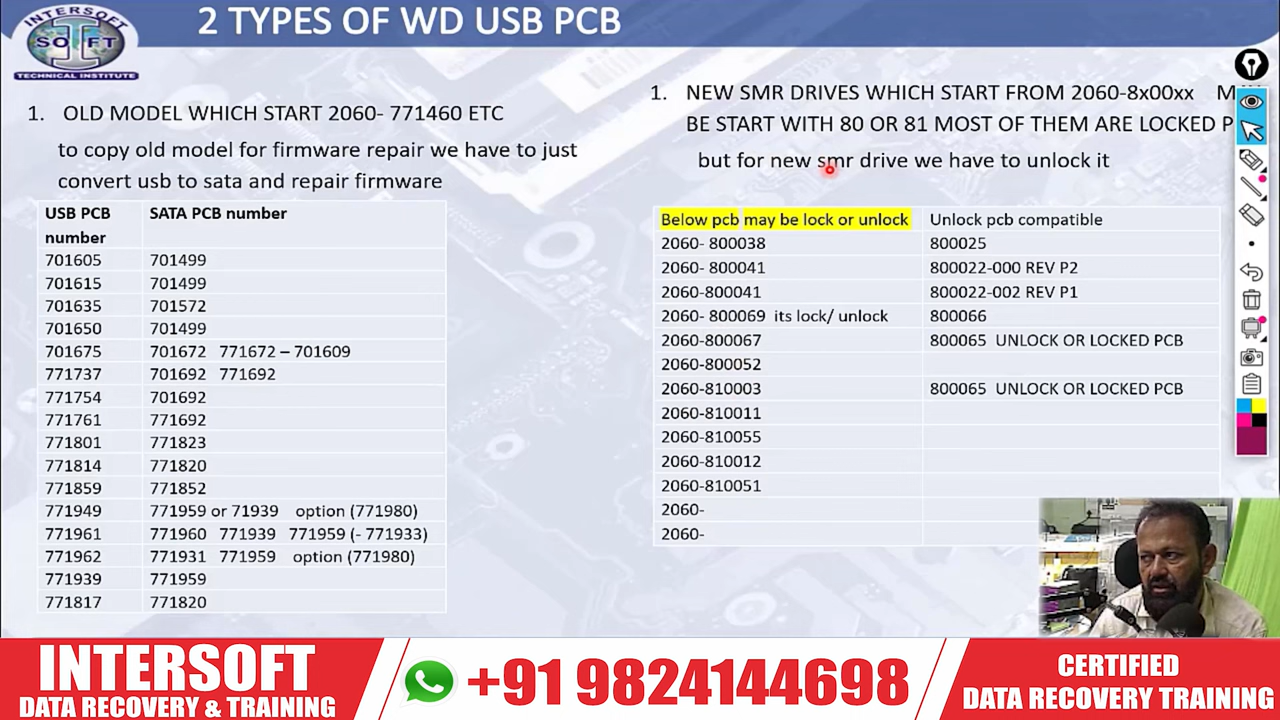 INTERSOFT
SOFT
TECHNICAL INSTITUTE
2 TYPES OF WD USB PCB
1. OLD MODEL WHICH START 2060- 771460 ETC
to copy old model for firmware repair we have to just
convert usb to sata and repair firmware
USB PCB number SATA PCB number
701605 701499
701615 701499
701635 701572
701650 701499
701675 701672 771672 – 701609
771737 701692 771692
771754 701692
771761 771692
771801 771823
771814 771820
771859 771852
771949 771959 or 71939 option (771980)
771961 771960 771939 771959 (- 771933)
771962 771931 771959 option (771980)
771939 771959
771817 771820
1. NEW SMR DRIVES WHICH START FROM 2060-8x00xx
BE START WITH 80 OR 81 MOST OF THEM ARE LOCKED
but for new smr drive we have to unlock it
Below pcb may be lock or unlock Unlock pcb compatible
2060- 800038 800025
2060- 800041 800022-000 REV P2
2060-800041 800022-002 REV P1
2060- 800069 its lock/ unlock 800066
2060-800067 800065 UNLOCK OR LOCKED PCB
2060-800052
2060-810003 800065 UNLOCK OR LOCKED PCB
2060-810011
2060-810055
2060-810012
2060-810051
2060-
2060-
INTERSOFT
DATA RECOVERY & TRAINING
+91 9824144698
CERTIFIED
DATA RECOVERY TRAINING